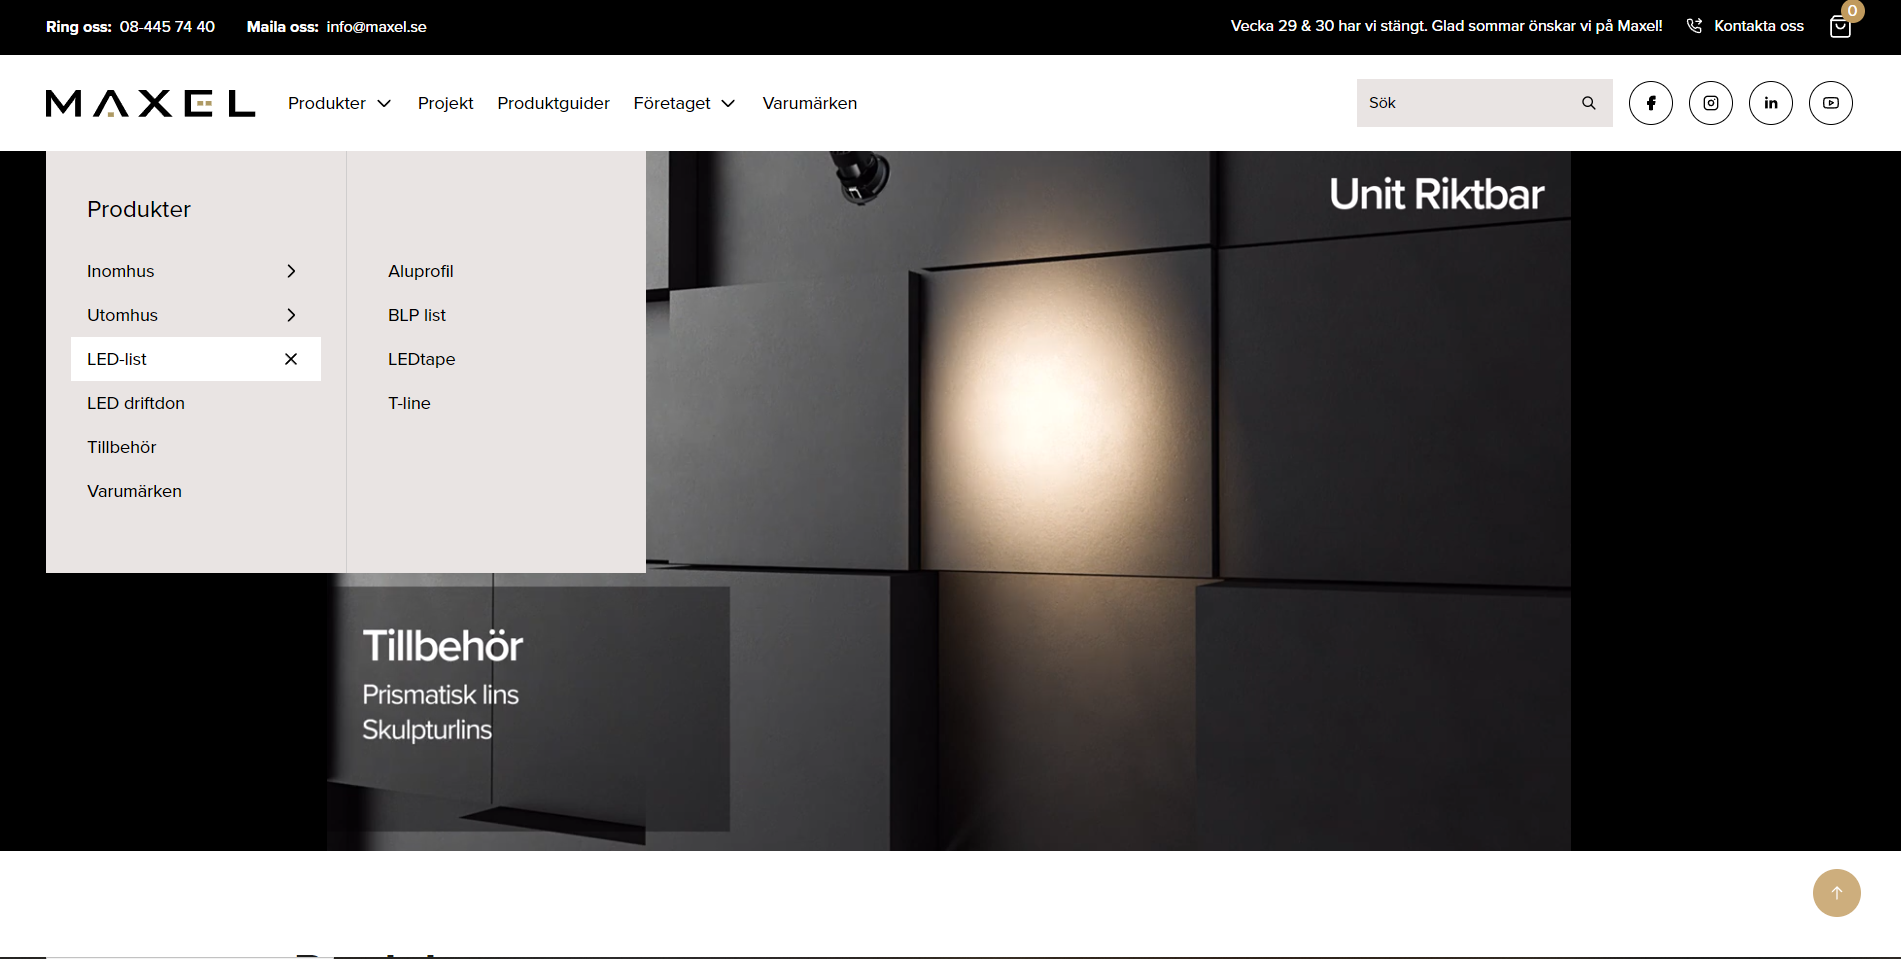 Ring oss: 08-445 74 40 Maila oss: info@maxel.se
Vecka 29 & 30 har vi stängt. Glad sommar önskar vi på Maxel! Kontakta oss 0
MAXEL Produkter Projekt Produktguider Företaget Varumärken Sök
Produkter
Inomhus
Utomhus
LED-list
LED driftdon
Tillbehör
Varumärken
Aluprofil
BLP list
LEDtape
T-line
Unit Riktbar
Tillbehör
Prismatisk lins
Skulpturlins